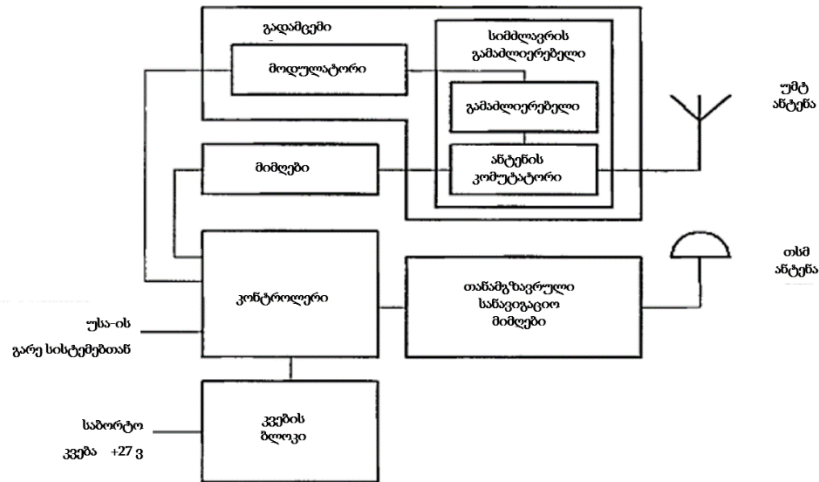 გადამცემი
სიმძლავრის
გამაძლიერებელი
მოდულატორი
გამაძლიერებელი
უმტ
ანტენა
მიმღები
ანტენის
კომუტატორი
თსმ
ანტენა
კონტროლერი
თანამგზავრული
სანავიგაციო
მიმღები
უსა-ის
გარე სისტემებთან
კვების
ბლოკი
საბორტო
კვება +27 ვ